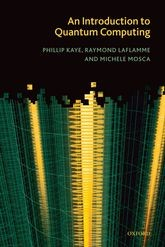 An Introduction to
Quantum Computing
PHILLIP KAYE, RAYMOND LAFLAMME
AND MICHELE MOSCA
OXFORD